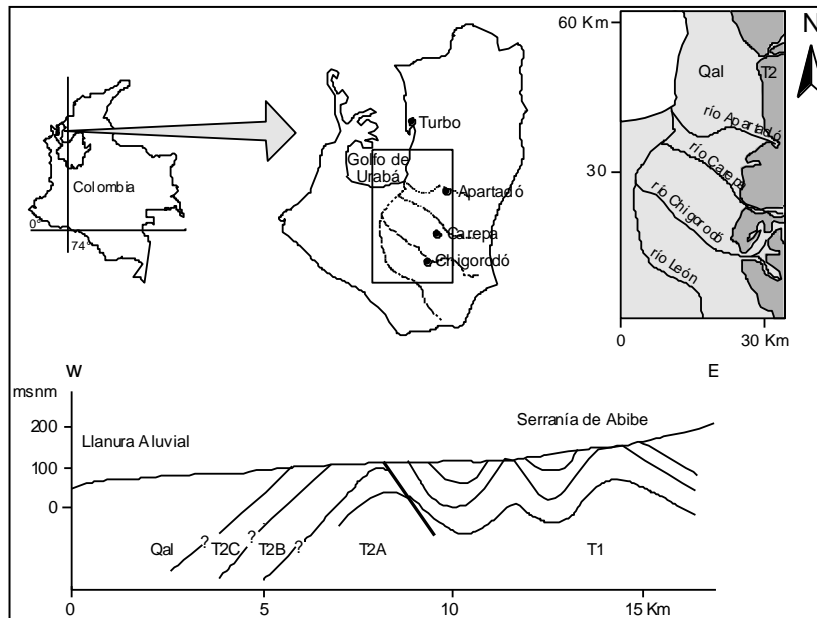 Colombia
0°
74°
Turbo
Golfo de
Urabá
Apartadó
Carepa
Chigorodó
60 Km
30
0
30 Km
N
Qal
T2
río Apartadó
río Carepa
río Chigorodó
río León
W
E
msnm
200
100
0
Llanura Aluvial
Serranía de Abibe
Qal ? T2C ? T2B ? T2A T1
0 5 10 15 Km